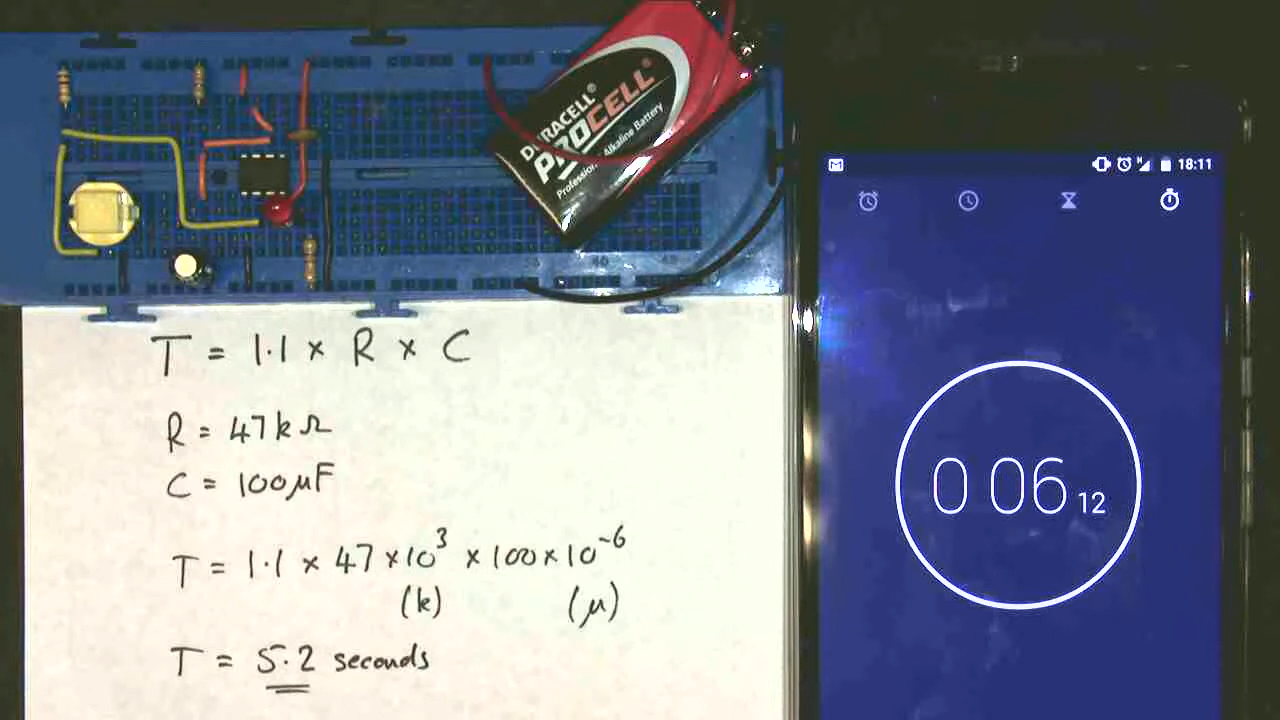 DURACELL®
PROCELL®
Professional Alkaline Battery
18:11
0 06 12
T = 1.1 × R × C
R = 47kΩ
C = 100μF
T = 1.1 × 47 × 10³ × 100 × 10⁻⁶
(k) (μ)
T = 5.2 seconds